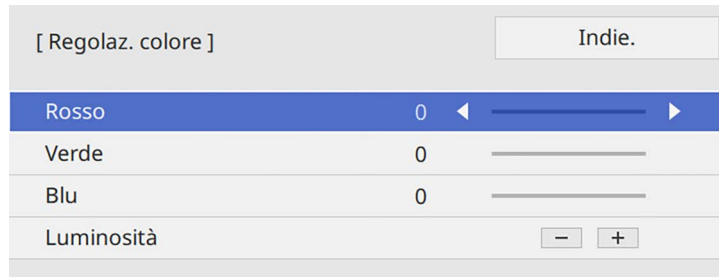 [ Regolaz. colore ]
Indie.
Rosso 0
Verde 0
Blu 0
Luminosità − +